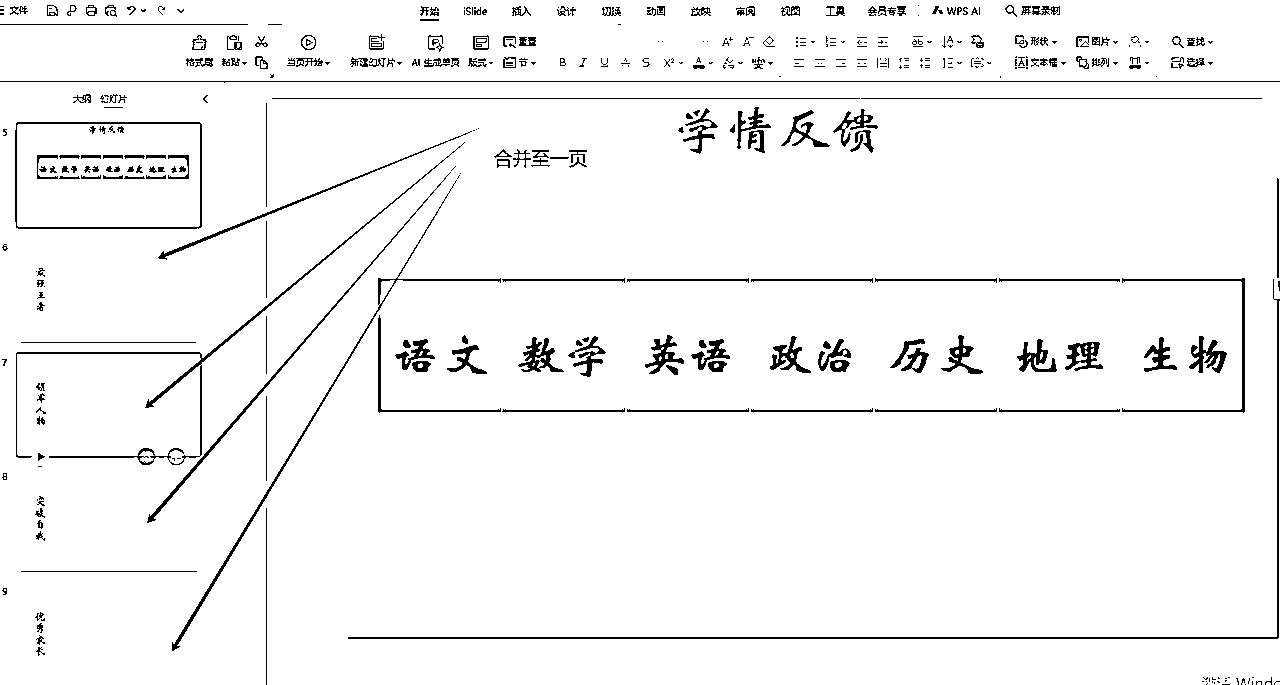 文件
开始 iSlide 插入 设计 切换 动画 放映 审阅 视图 工具 会员专享 WPS AI 屏幕录制
格式刷 粘贴 当页开始 新建幻灯片 AI 生成单页 版式 重置 节 B I U A S X² A 形状 文本框 图片 排列 查找 选择
大纲 幻灯片
5
学情反馈
语文 数学 英语 政治 历史 地理 生物
6
最强王者
7
领军人物
8
突破自我
9
优秀家长
合并至一页
学情反馈
语文 数学 英语 政治 历史 地理 生物